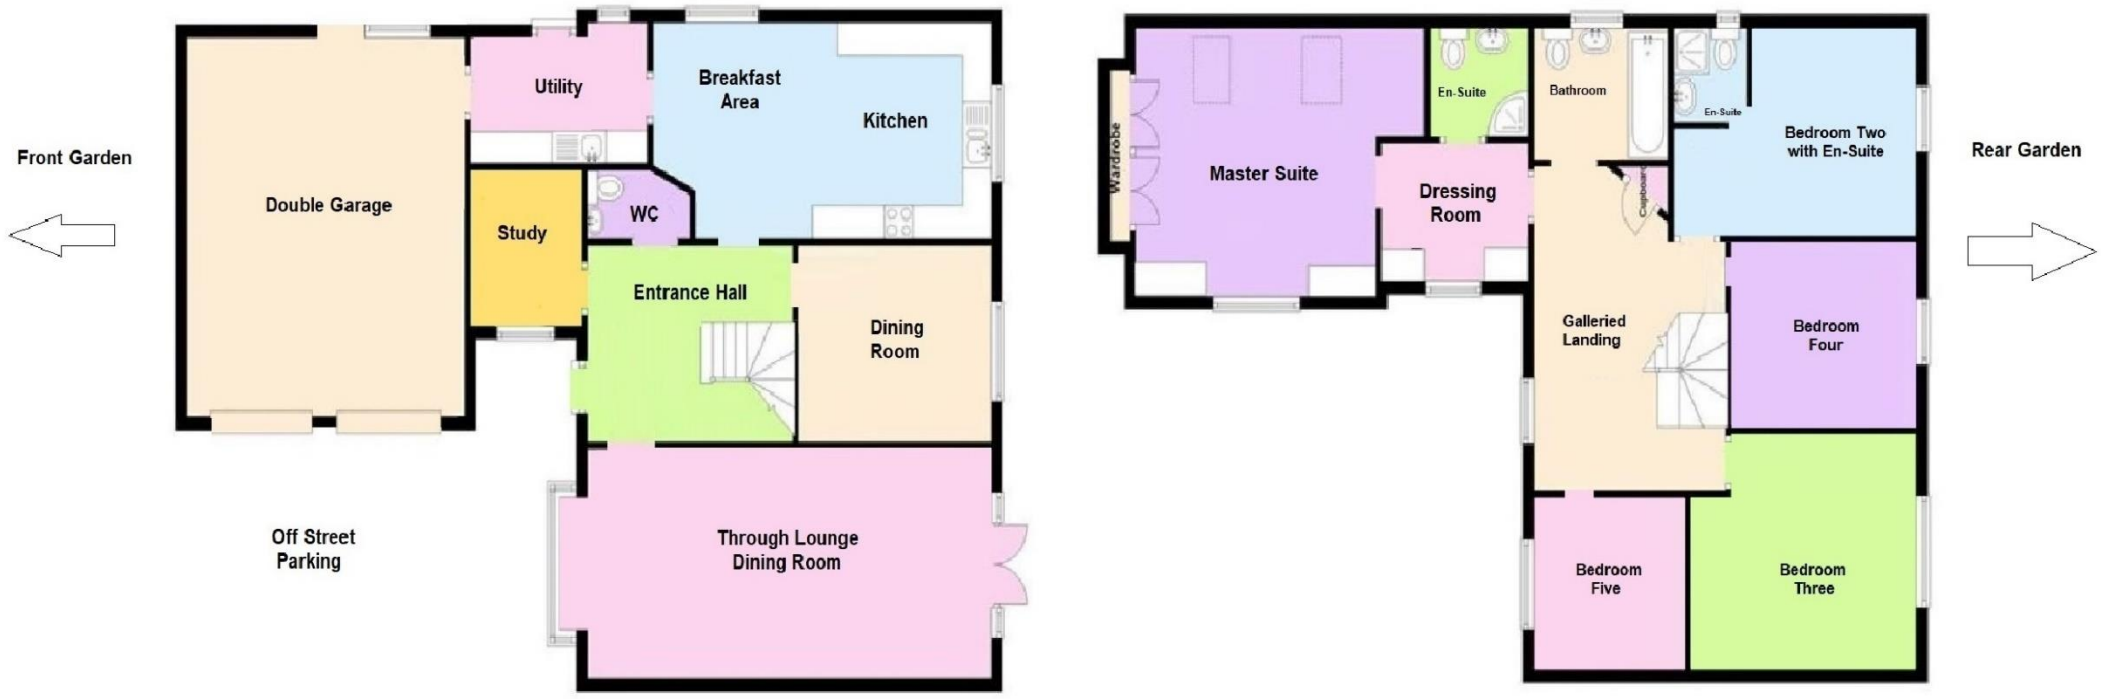 Front Garden
Double Garage
Utility
Breakfast
Area
Kitchen
Study
WC
Entrance Hall
Dining
Room
Through Lounge
Dining Room
Off Street
Parking
Wardrobe
Master Suite
En-Suite
Dressing
Room
Bathroom
Cupboard
En-Suite
Bedroom Two
with En-Suite
Galleried
Landing
Bedroom
Four
Bedroom
Five
Bedroom
Three
Rear Garden